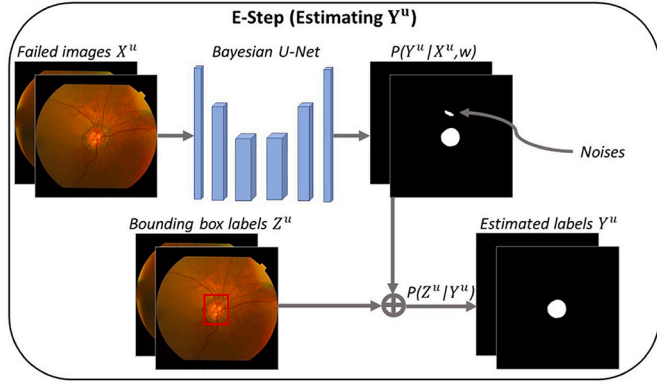 E-Step (Estimating Yᵘ)
Failed images Xᵘ
Bayesian U-Net
P(Yᵘ|Xᵘ,w)
Noises
Bounding box labels Zᵘ
Estimated labels Yᵘ
P(Zᵘ|Yᵘ)